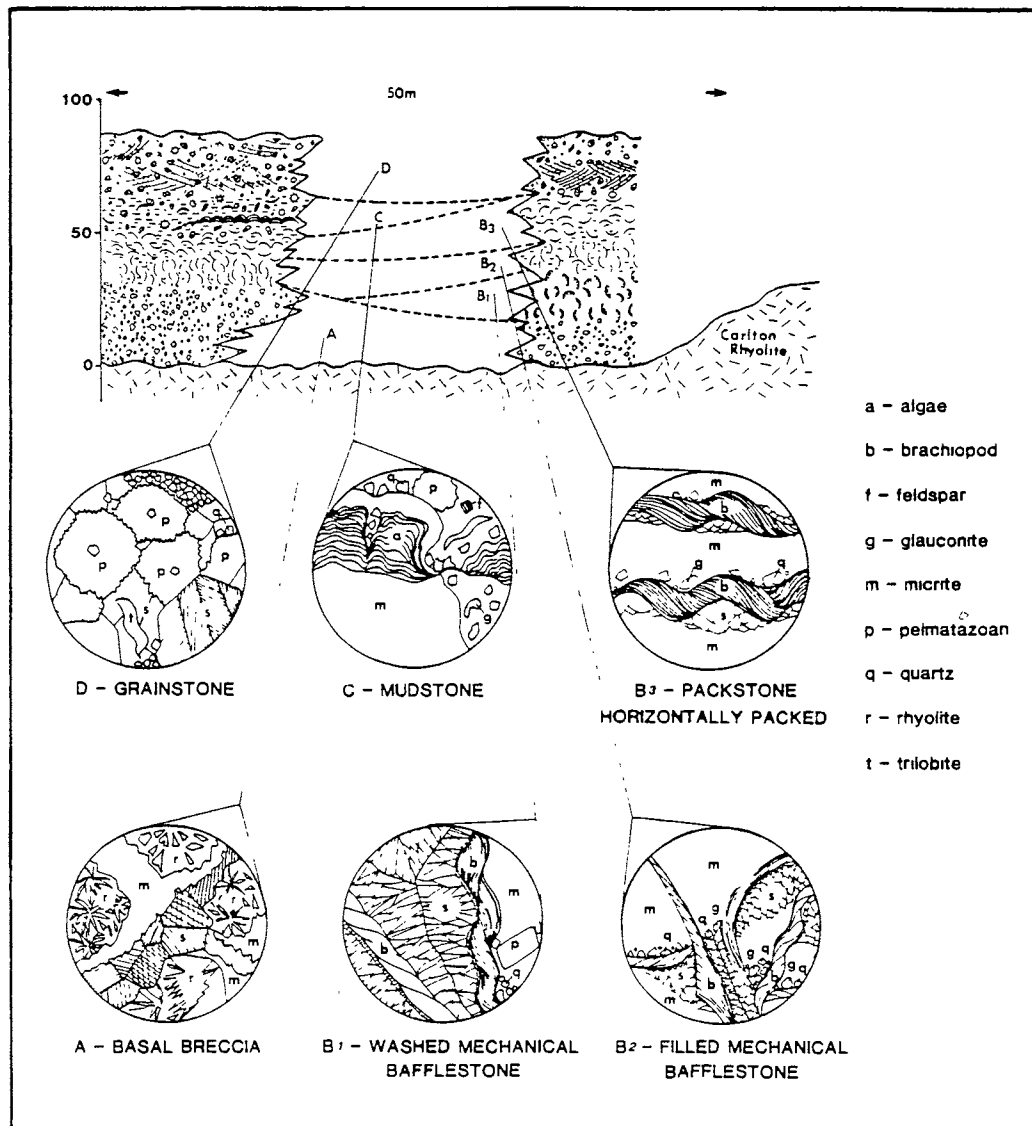 50m
100
50
0
D
C
B3
B2
B1
A
Carlton
Rhyolite
a - algae
b - brachiopod
f - feldspar
g - glauconite
m - micrite
p - pelmatazoan
q - quartz
r - rhyolite
t - trilobite
q
p
p
p
p
p
t
s
s
D - GRAINSTONE
q
p
r
a
m
g
C - MUDSTONE
m
b
m
g
q
b
s
m
B3 - PACKSTONE
HORIZONTALLY PACKED
r
m
r
r
s
m
m
A - BASAL BRECCIA
b
m
s
b
p
q
B1 - WASHED MECHANICAL
BAFFLESTONE
m
m
s
g
q
q
s
g
q
b
g
q
m
B2 - FILLED MECHANICAL
BAFFLESTONE